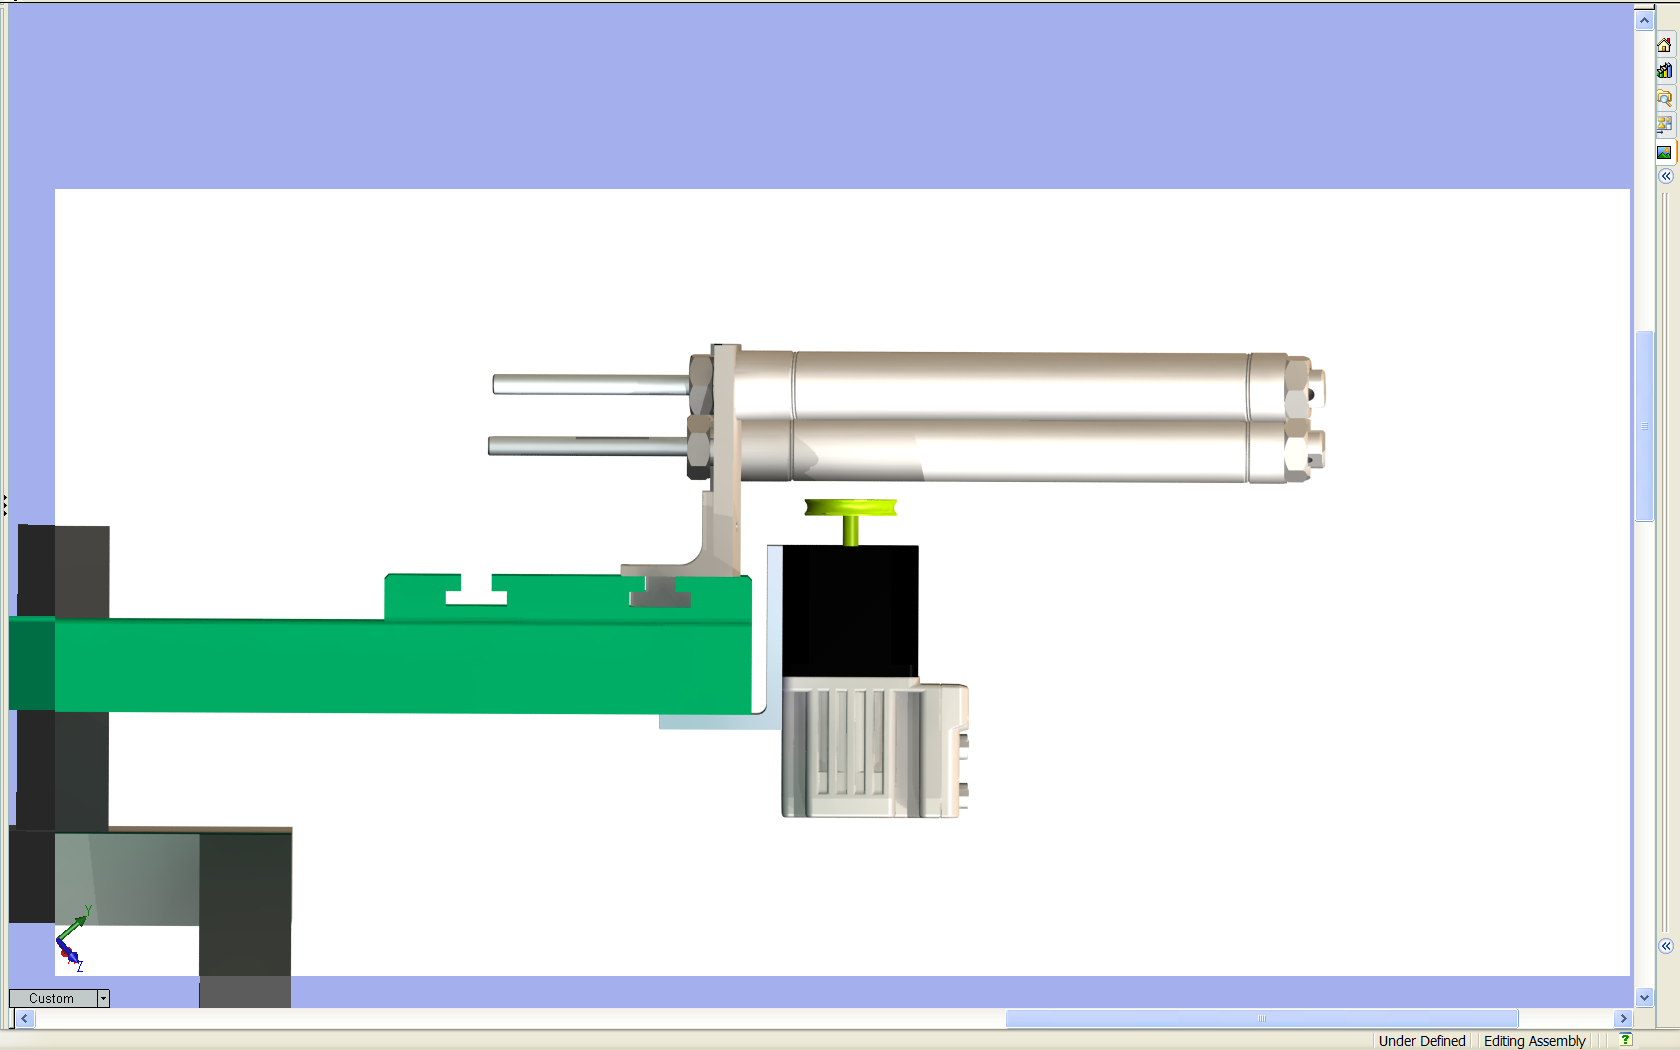 Y
Z
Custom
Under Defined
Editing Assembly
?